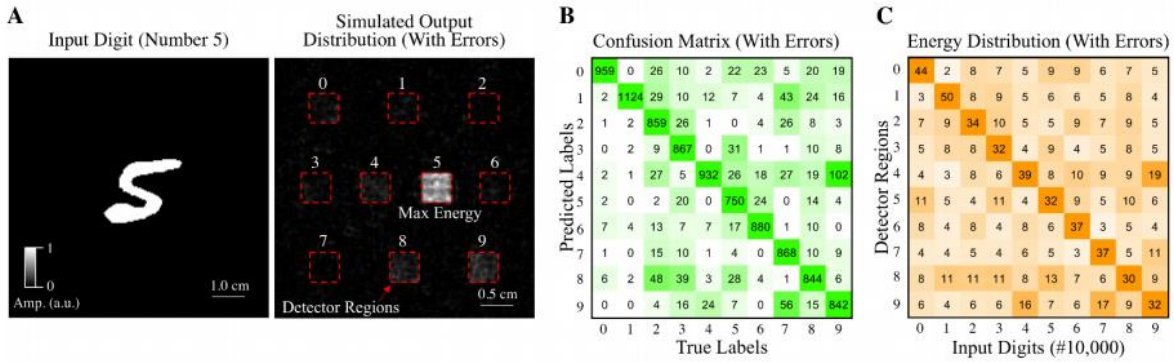 A
Input Digit (Number 5)
1
0
Amp. (a.u.)
1.0 cm
Simulated Output
Distribution (With Errors)
0 1 2
3 4 5 6
Max Energy
7 8 9
Detector Regions
0.5 cm
B
Confusion Matrix (With Errors)
Predicted Labels
0 959 0 26 10 2 22 23 5 20 19
1 2 1124 29 10 12 7 4 43 24 16
2 1 2 859 26 1 0 4 26 8 3
3 0 2 9 867 0 31 1 1 10 8
4 2 1 27 5 932 26 18 27 19 102
5 2 0 2 20 0 750 24 0 14 4
6 7 4 13 7 7 17 880 1 10 0
7 1 0 15 10 1 4 0 868 10 9
8 6 2 48 39 3 28 4 1 844 6
9 0 0 4 16 24 7 0 56 15 842
0 1 2 3 4 5 6 7 8 9
True Labels
C
Energy Distribution (With Errors)
Detector Regions
0 44 2 8 7 5 9 9 6 7 5
1 3 50 8 9 5 6 6 5 8 4
2 7 9 34 10 5 5 9 7 9 5
3 5 8 8 32 4 9 4 5 8 5
4 4 3 9 4 39 8 10 9 9 19
5 11 5 4 11 4 32 9 5 10 6
6 8 4 8 4 8 6 37 3 5 4
7 4 4 5 4 6 5 3 37 5 11
8 8 11 11 11 8 13 7 6 30 9
9 6 4 6 6 16 7 6 17 9 32
0 1 2 3 4 5 6 7 8 9
Input Digits (#10,000)